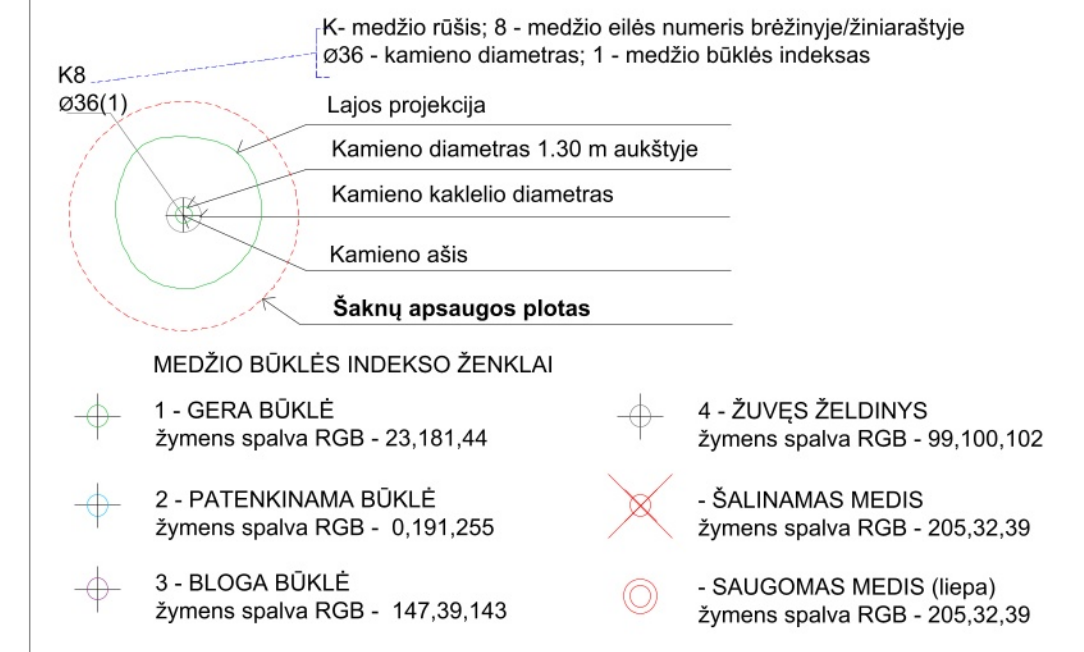 K- medžio rūšis; 8 - medžio eilės numeris brėžinyje/žiniaraštyje
Ø36 - kamieno diametras; 1 - medžio būklės indeksas
K8
Ø36(1)
Lajos projekcija
Kamieno diametras 1.30 m aukštyje
Kamieno kaklelio diametras
Kamieno ašis
Šaknų apsaugos plotas
MEDŽIO BŪKLĖS INDEKSO ŽENKLAI
1 - GERA BŪKLĖ
žymens spalva RGB - 23,181,44
2 - PATENKINAMA BŪKLĖ
žymens spalva RGB - 0,191,255
3 - BLOGA BŪKLĖ
žymens spalva RGB - 147,39,143
4 - ŽUVĘS ŽELDINYS
žymens spalva RGB - 99,100,102
- ŠALINAMAS MEDIS
žymens spalva RGB - 205,32,39
- SAUGOMAS MEDIS (liepa)
žymens spalva RGB - 205,32,39